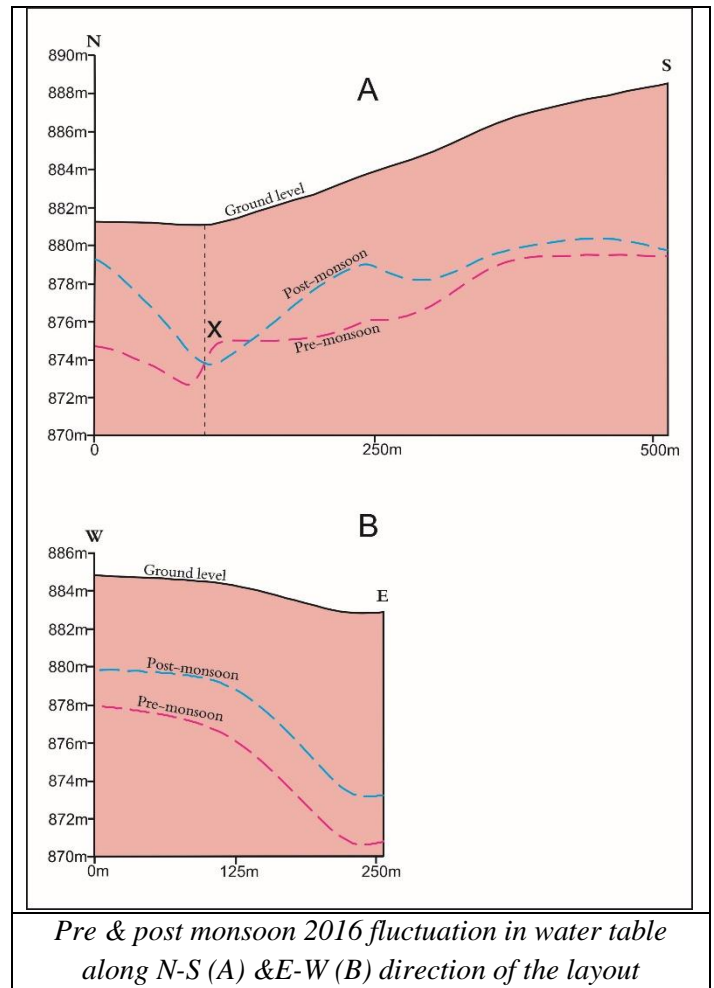 N
890m
S
888m
A
886m
884m
Ground level
882m
880m
Post-monsoon
878m
876m
X
Pre-monsoon
874m
872m
870m
0
250m
500m
B
W
886m
Ground level
884m
E
882m
Post-monsoon
880m
Pre-monsoon
878m
876m
874m
872m
870m
0m
125m
250m
Pre & post monsoon 2016 fluctuation in water table
along N-S (A) &E-W (B) direction of the layout